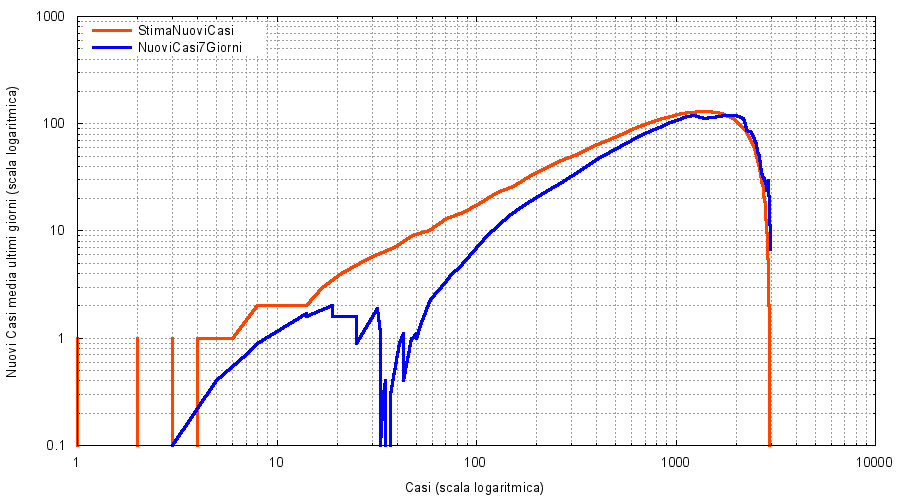 1000
100
10
1
0.1
StimaNuoviCasi
NuoviCasi7Giorni
Nuovi Casi media ultimi giorni (scala logaritmica)
1 10 100 1000 10000
Casi (scala logaritmica)